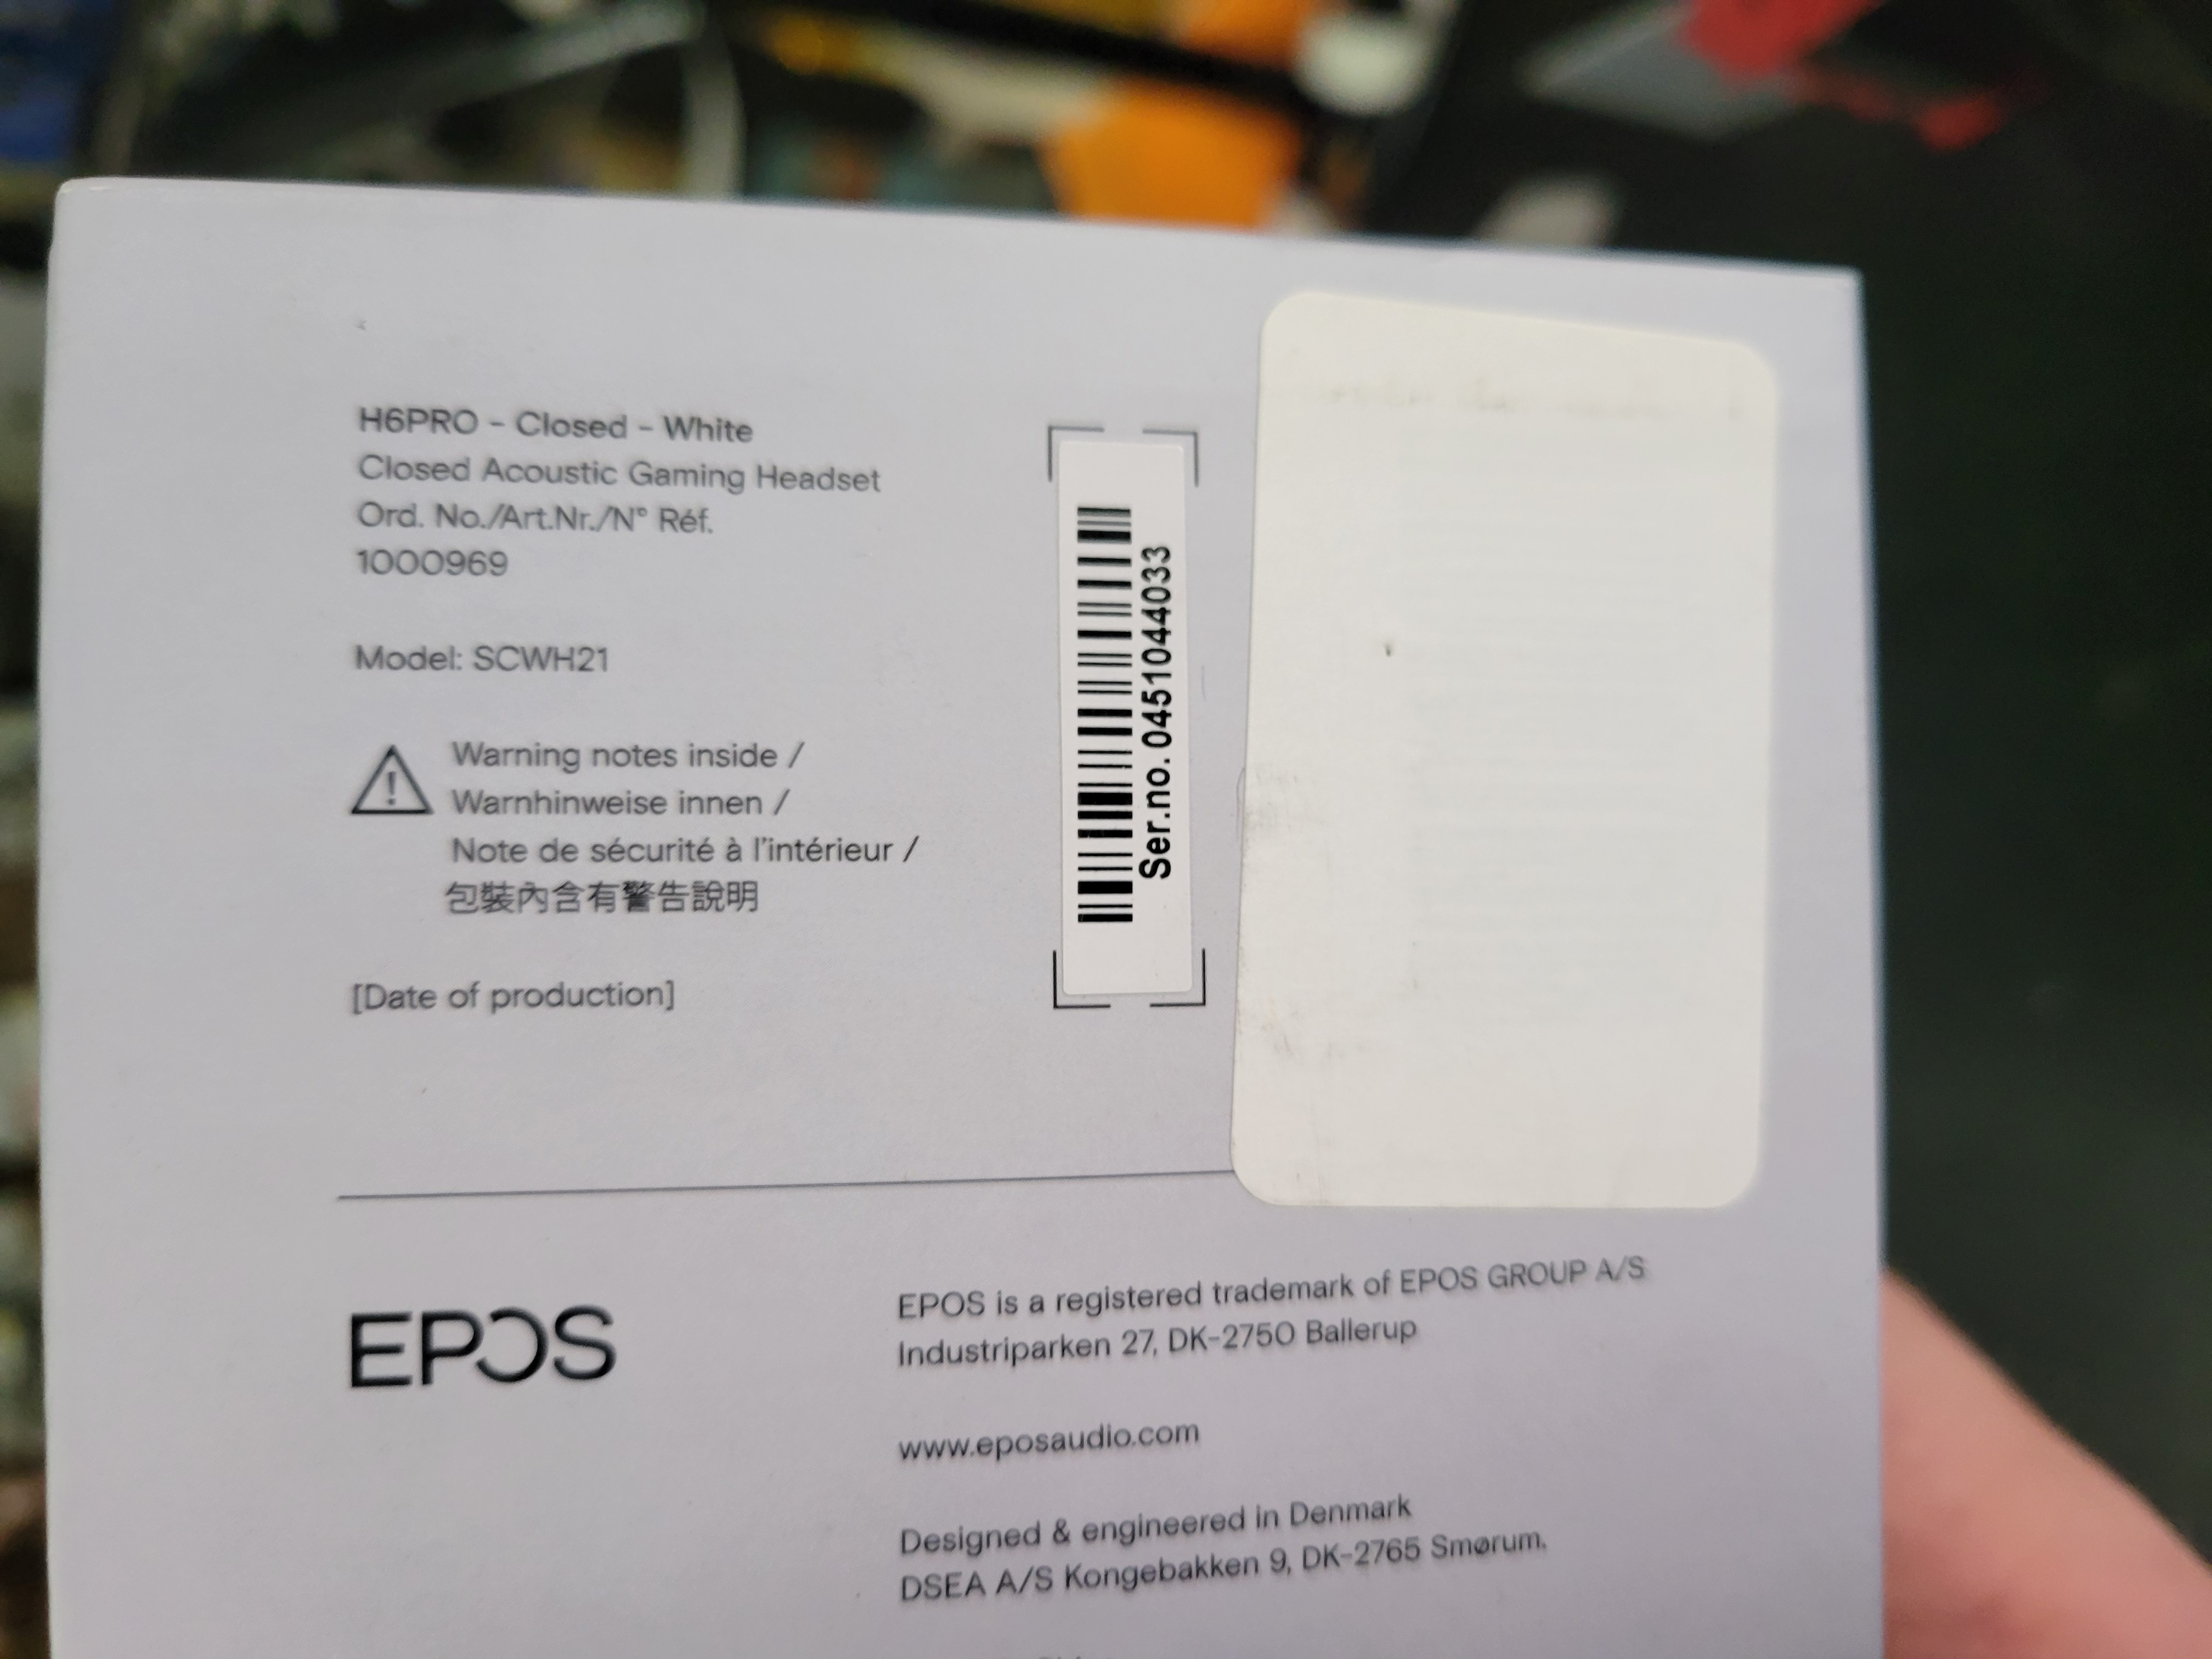 H6PRO – Closed – White
Closed Acoustic Gaming Headset
Ord. No./Art.Nr./N° Réf.
1000969
Model: SCWH21
Warning notes inside /
Warnhinweise innen /
Note de sécurité à l'intérieur /
包裝內含有警告說明
[Date of production]
Ser.no. 0451044033
EPOS
EPOS is a registered trademark of EPOS GROUP A/S
Industriparken 27, DK-2750 Ballerup
www.eposaudio.com
Designed & engineered in Denmark
DSEA A/S Kongebakken 9, DK-2765 Smørum.